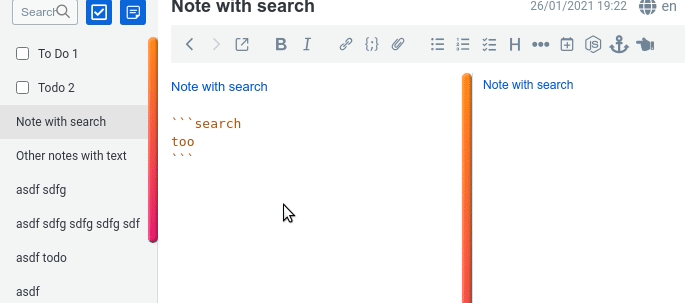 Search
To Do 1
Todo 2
Note with search
Other notes with text
asdf sdfg
asdf sdfg sdfg sdfg sdf
asdf todo
asdf
Note with search
26/01/2021 19:22
en
B I
H
JS
Note with search
```search
too
```
Note with search